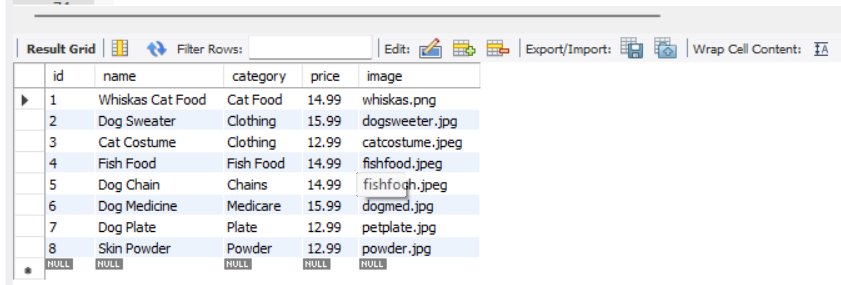 Result Grid Filter Rows: Edit: Export/Import: Wrap Cell Content:
id name category price image
1 Whiskas Cat Food Cat Food 14.99 whiskas.png
2 Dog Sweater Clothing 15.99 dogsweeter.jpg
3 Cat Costume Clothing 12.99 catcostume.jpeg
4 Fish Food Fish Food 14.99 fishfood.jpeg
5 Dog Chain Chains 14.99
6 Dog Medicine Medicare 15.99 dogmed.jpg
7 Dog Plate Plate 12.99 petplate.jpg
8 Skin Powder Powder 12.99 powder.jpg
NULL NULL NULL NULL NULL